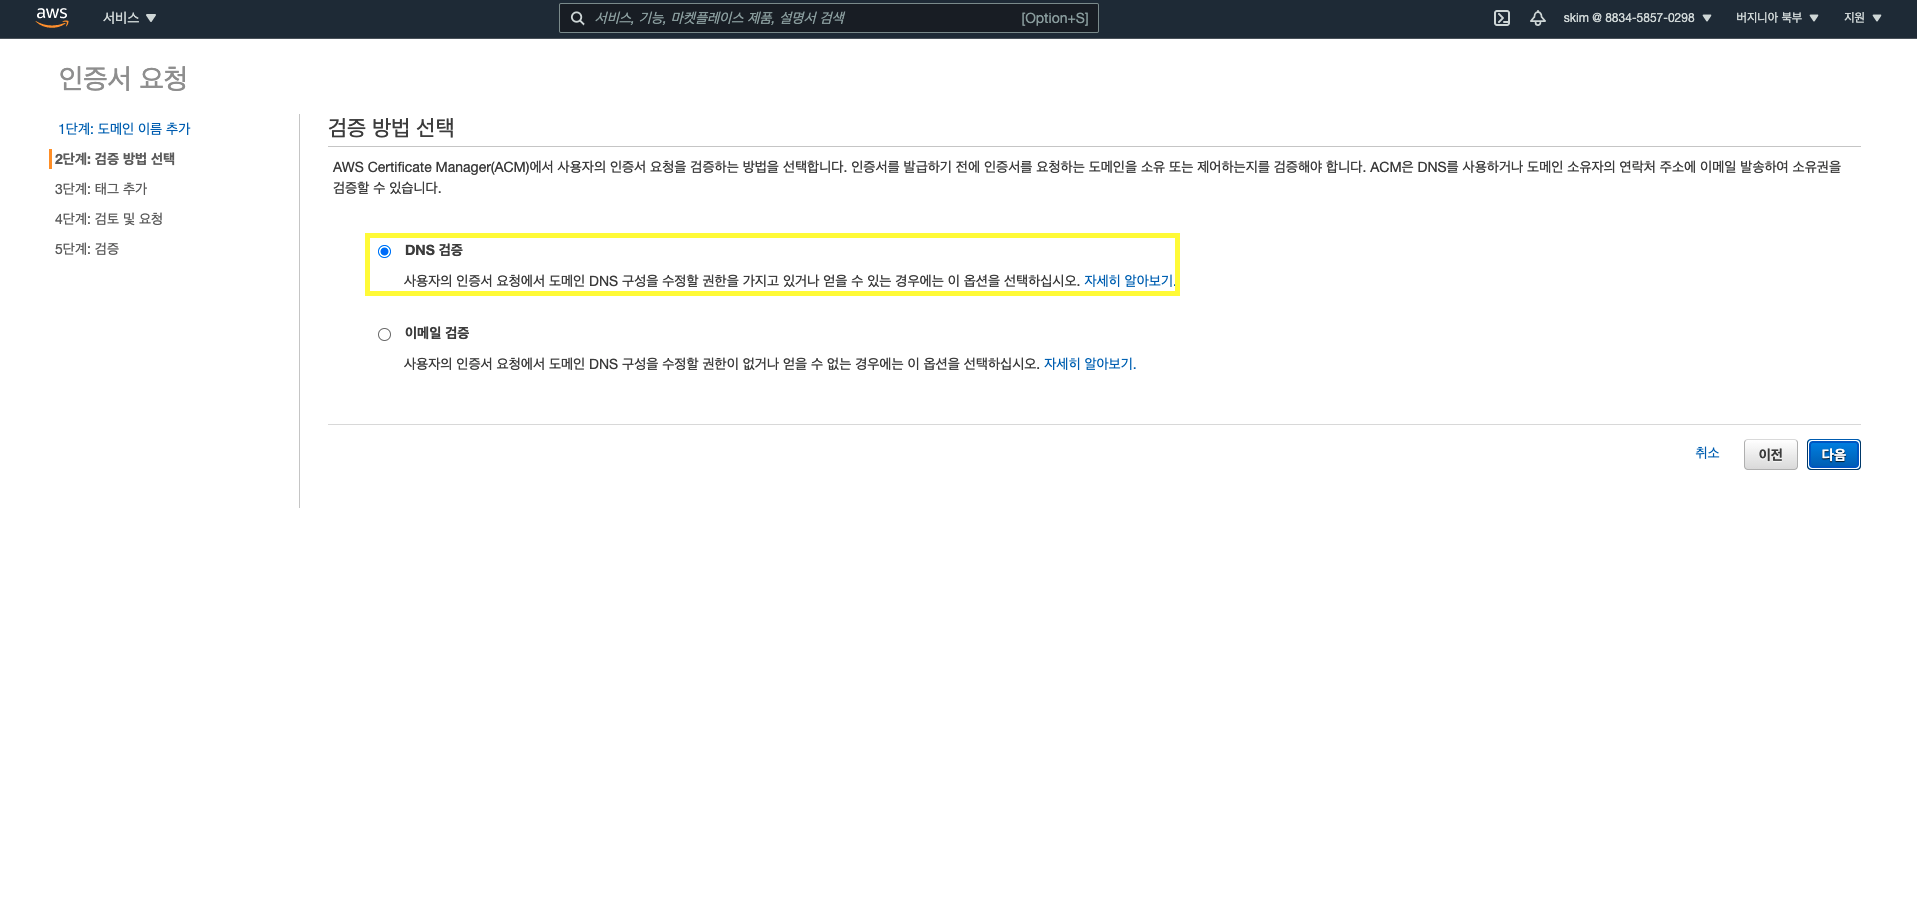 aws 서비스 서비스, 기능, 마켓플레이스 제품, 설명서 검색 [Option+S] skim @ 8834-5857-0298 버지니아 북부 지원
인증서 요청
1단계: 도메인 이름 추가
2단계: 검증 방법 선택
3단계: 태그 추가
4단계: 검토 및 요청
5단계: 검증
검증 방법 선택
AWS Certificate Manager(ACM)에서 사용자의 인증서 요청을 검증하는 방법을 선택합니다. 인증서를 발급하기 전에 인증서를 요청하는 도메인을 소유 또는 제어하는지를 검증해야 합니다. ACM은 DNS를 사용하거나 도메인 소유자의 연락처 주소에 이메일 발송하여 소유권을
검증할 수 있습니다.
DNS 검증
사용자의 인증서 요청에서 도메인 DNS 구성을 수정할 권한을 가지고 있거나 얻을 수 있는 경우에는 이 옵션을 선택하십시오. 자세히 알아보기.
이메일 검증
사용자의 인증서 요청에서 도메인 DNS 구성을 수정할 권한이 없거나 얻을 수 없는 경우에는 이 옵션을 선택하십시오. 자세히 알아보기.
취소 이전 다음